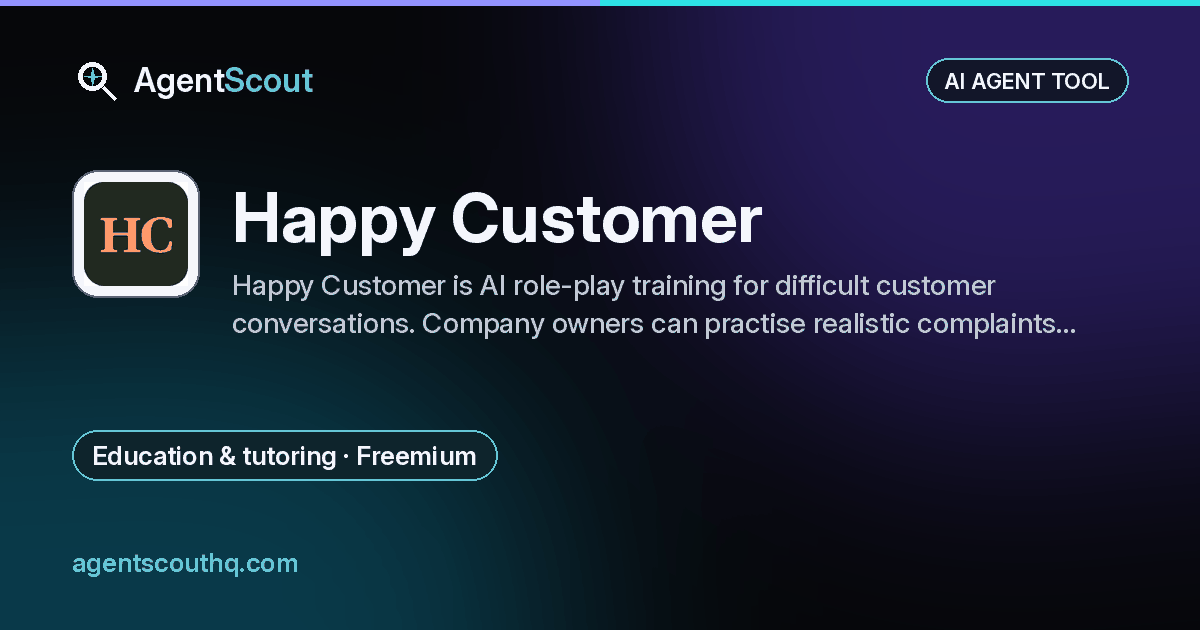 AgentScout
AI AGENT TOOL
HC
Happy Customer
Happy Customer is AI role-play training for difficult customer
conversations. Company owners can practise realistic complaints...
Education & tutoring · Freemium
agentscouthq.com